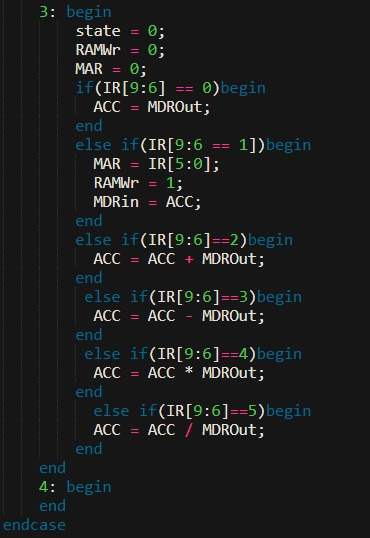 3: begin
state = 0;
RAMWr = 0;
MAR = 0;
if(IR[9:6] == 0)begin
ACC = MDROut;
end
else if(IR[9:6 == 1])begin
MAR = IR[5:0];
RAMWr = 1;
MDRin = ACC;
end
else if(IR[9:6]==2)begin
ACC = ACC + MDROut;
end
else if(IR[9:6]==3)begin
ACC = ACC - MDROut;
end
else if(IR[9:6]==4)begin
ACC = ACC * MDROut;
end
else if(IR[9:6]==5)begin
ACC = ACC / MDROut;
end
end
4: begin
end
endcase